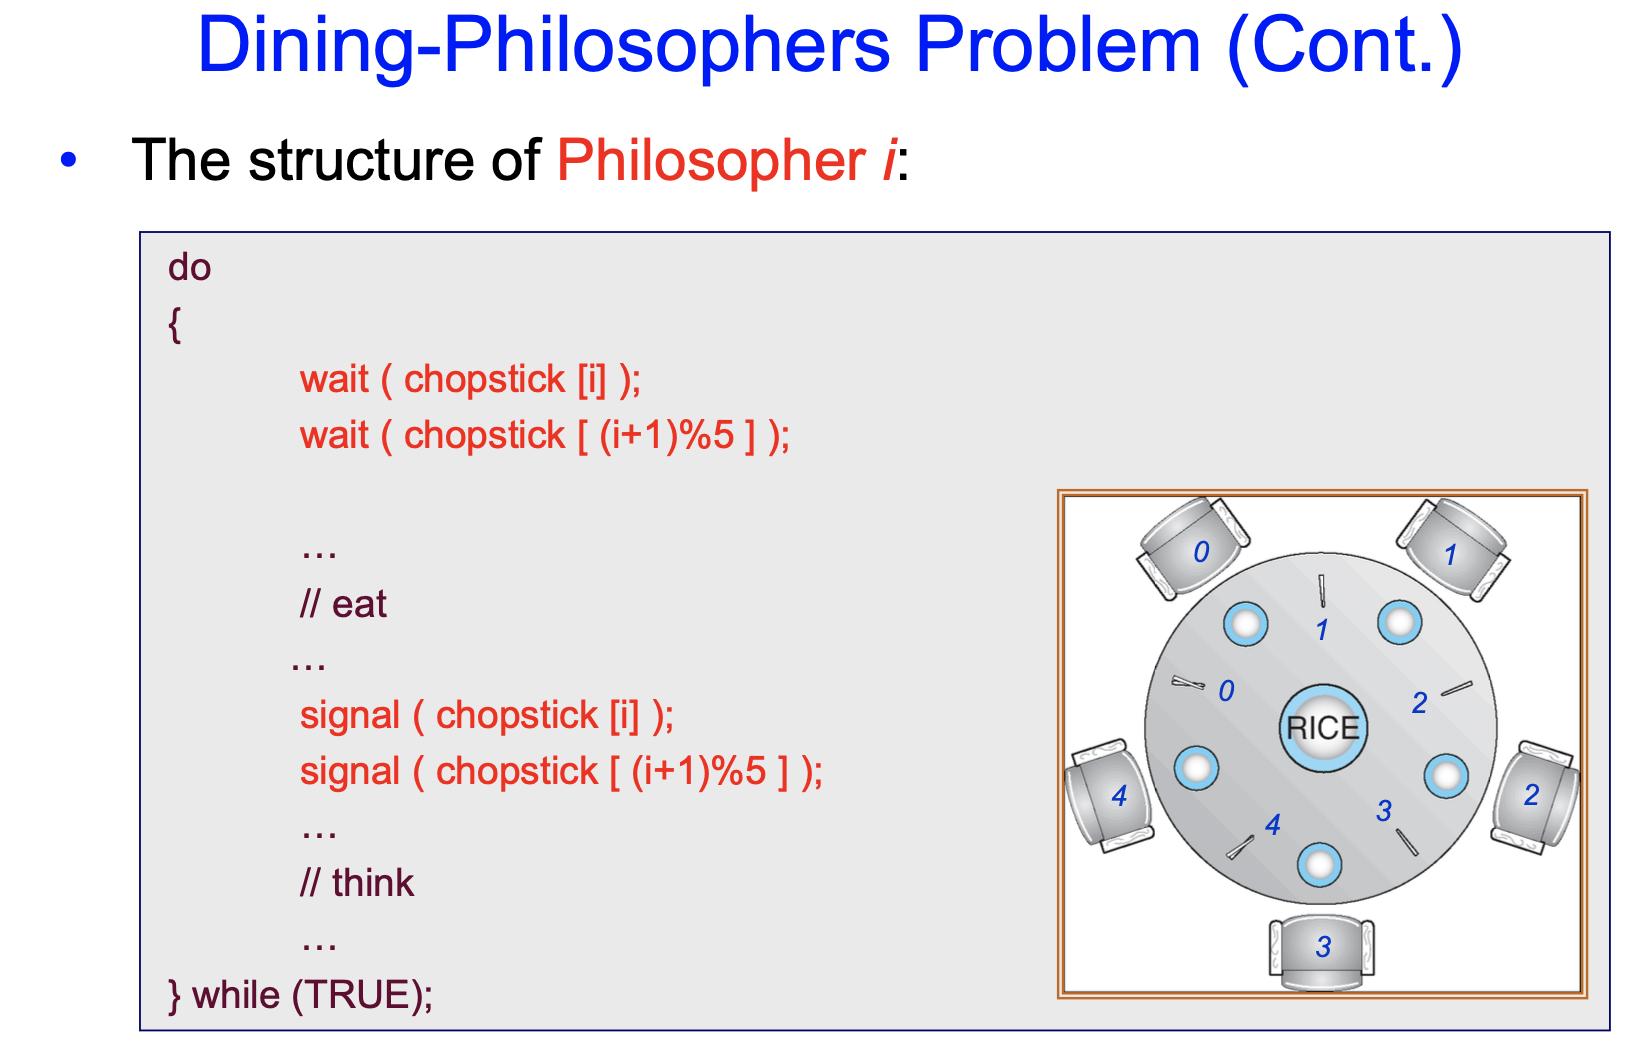 Dining-Philosophers Problem (Cont.)
• The structure of Philosopher i:
do
{
wait ( chopstick [i] );
wait ( chopstick [ (i+1)%5 ] );
...
// eat
...
signal ( chopstick [i] );
signal ( chopstick [ (i+1)%5 ] );
...
// think
...
} while (TRUE);
0
1
1
0
2
RICE
4
2
4
3
3